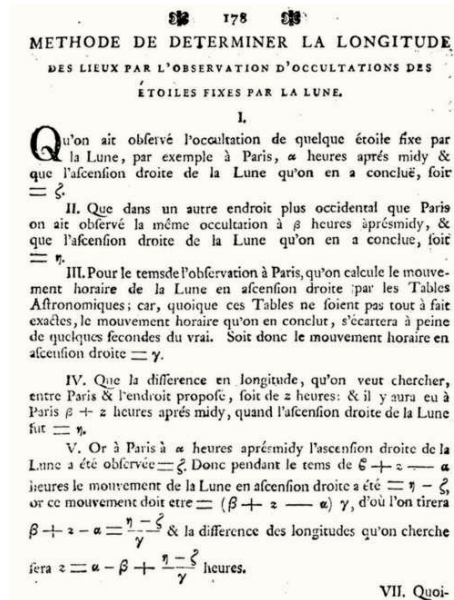 178
METHODE DE DETERMINER LA LONGITUDE
DES LIEUX PAR L'OBSERVATION D'OCCULTATIONS DES
ÉTOILES FIXES PAR LA LUNE.
I.
Qu'on ait obſervé l'occultation de quelque étoile fixe par
la Lune, par exemple à Paris, α heures aprés midy &
que l'aſcenſion droite de la Lune qu'on en a concluë, ſoit
= ζ.
II. Que dans un autre endroit plus occidental que Paris
on ait obſervé la même occultation à β heures aprésmidy, &
que l'aſcenſion droite de la Lune qu'on en a conclue, ſoit
= η.
III. Pour le temsde l'obſervation à Paris, qu'on calcule le mouve-
ment horaire de la Lune en aſcenſion droite par les Tables
Aſtronomiques; car, quoique ces Tables ne ſoient pas tout à fait
exactes, le mouvement horaire qu'on en conclut, s'écartera à peine
de quelques ſecondes du vrai. Soit donc le mouvement horaire en
aſcenſion droite = γ.
IV. Que la difference en longitude, qu'on veut chercher,
entre Paris & l'endroit propoſé, ſoit de z heures: & il y aura eu à
Paris β + z heures aprés midy, quand l'aſcenſion droite de la Lune
fut = η.
V. Or à Paris à α heures aprésmidy l'ascenſion droite de la
Lune a été obſervée = ζ. Donc pendant le tems de β + z — α
heures le mouvement de la Lune en aſcenſion droite a été = η − ζ,
or ce mouvement doit etre = (β + z — α) γ, d'où l'on tirera
β + z − α = (η − ζ)/γ & la difference des longitudes qu'on cherche
ſera z = α − β + (η − ζ)/γ heures.
VII. Quoi-